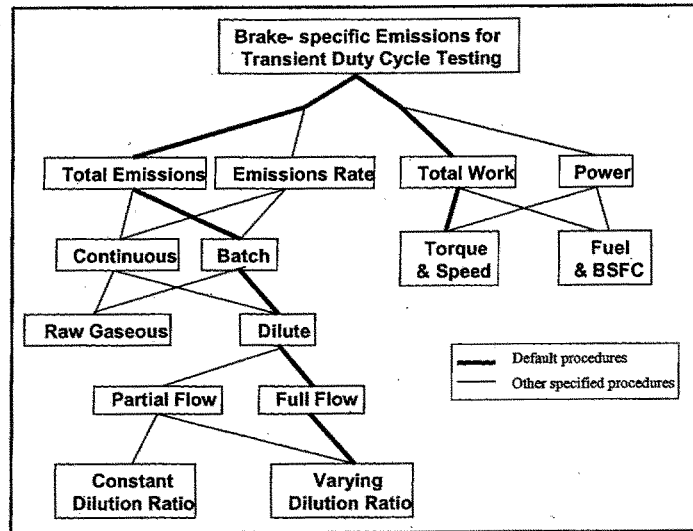 Brake- specific Emissions for
Transient Duty Cycle Testing
Total Emissions
Emissions Rate
Total Work
Power
Continuous
Batch
Torque
& Speed
Fuel
& BSFC
Raw Gaseous
Dilute
Default procedures
Other specified procedures
Partial Flow
Full Flow
Constant
Dilution Ratio
Varying
Dilution Ratio